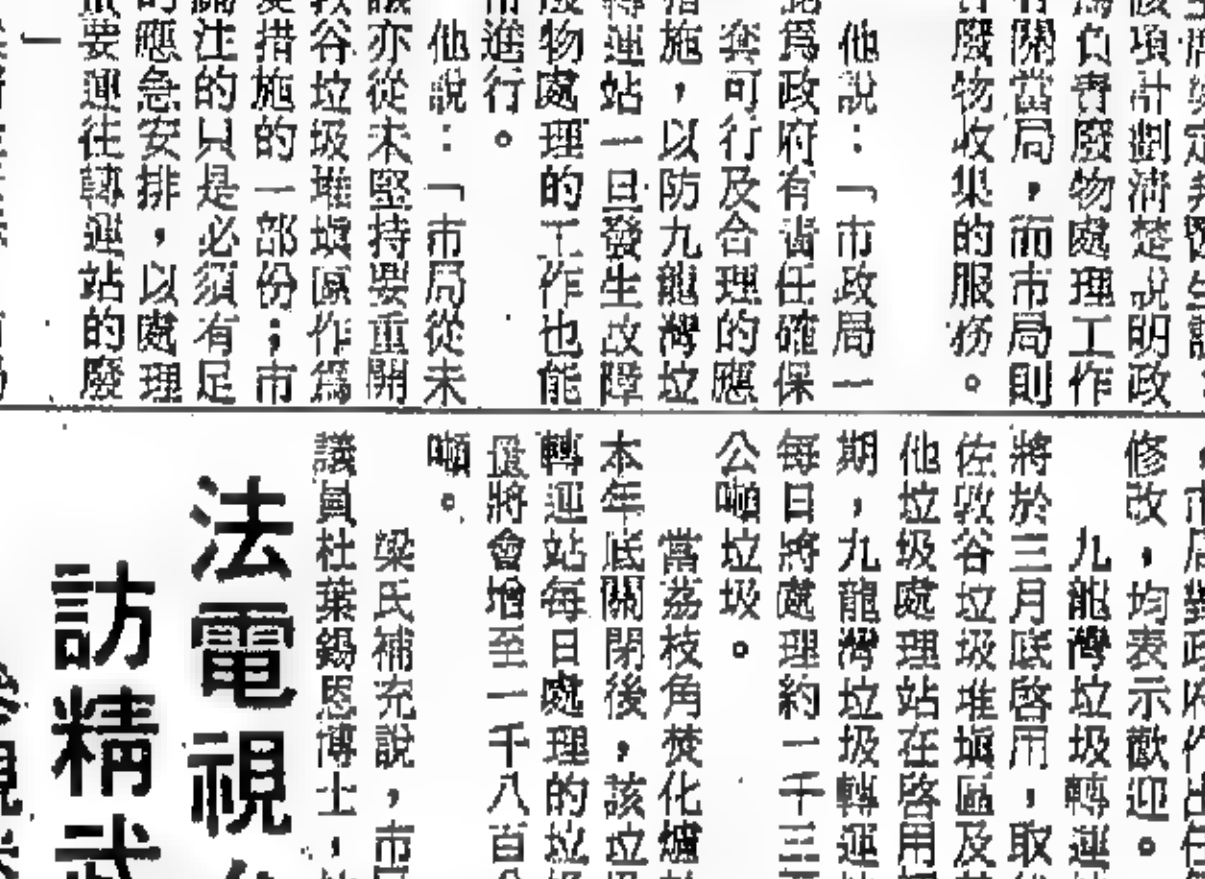 該項計劃清楚說明政
為負責廢物處理工作
有關當局，而市局則
廢物收集的服務。
他說：「市政局一
為政府有責任確保
套可行及合理的應
措施，以防九龍灣垃
轉運站一旦發生故障
廢物處理的工作也能
常進行。
他說：「市局從未
議亦從未堅持要重開
敦谷垃圾堆塡區作為
變措施的一部份；市
關注的只是必須有足
的應急安排，以處理
要運往轉運站的廢
修改，均表示歡迎。
九龍灣垃圾轉運
將於三月底啓用，取
佐敦谷垃圾堆塡區及
他垃圾處理站在啓用
期，九龍灣垃圾轉運
每日將處理約一千三
公噸垃圾。
當荔枝角焚化爐
本年底關閉後，該垃
轉運站每日處理的垃圾
量將會增至一千八百公
噸。
梁氏補充說，市
議員杜葉錫恩博士，
法電視
訪精武